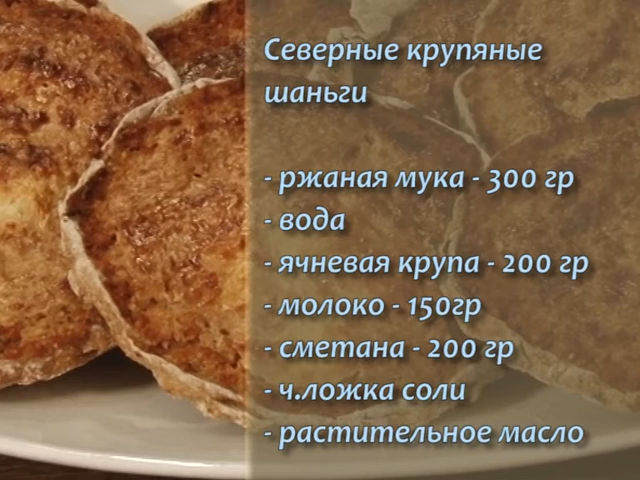 Северные крупяные
шаньги
- ржаная мука - 300 гр
- вода
- ячневая крупа - 200 гр
- молоко - 150гр
- сметана - 200 гр
- ч.ложка соли
- растительное масло